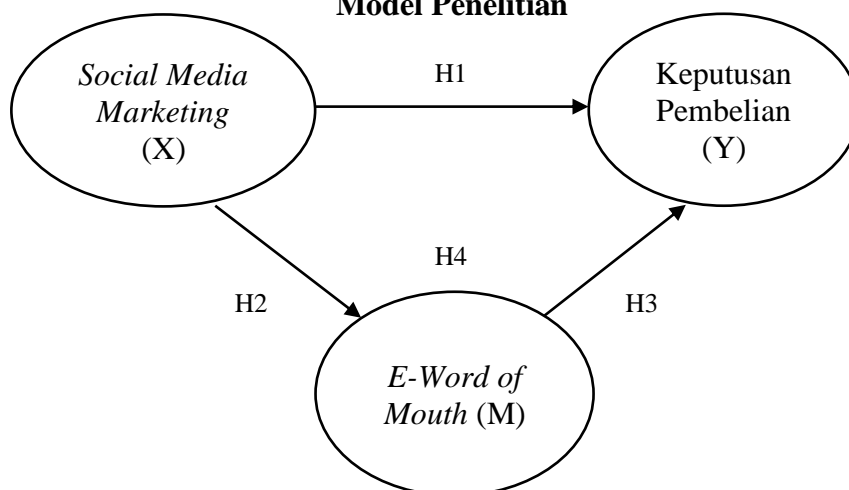 Model Penelitian
Social Media
Marketing
(X)
H1
Keputusan
Pembelian
(Y)
H4
H2
H3
E-Word of
Mouth (M)